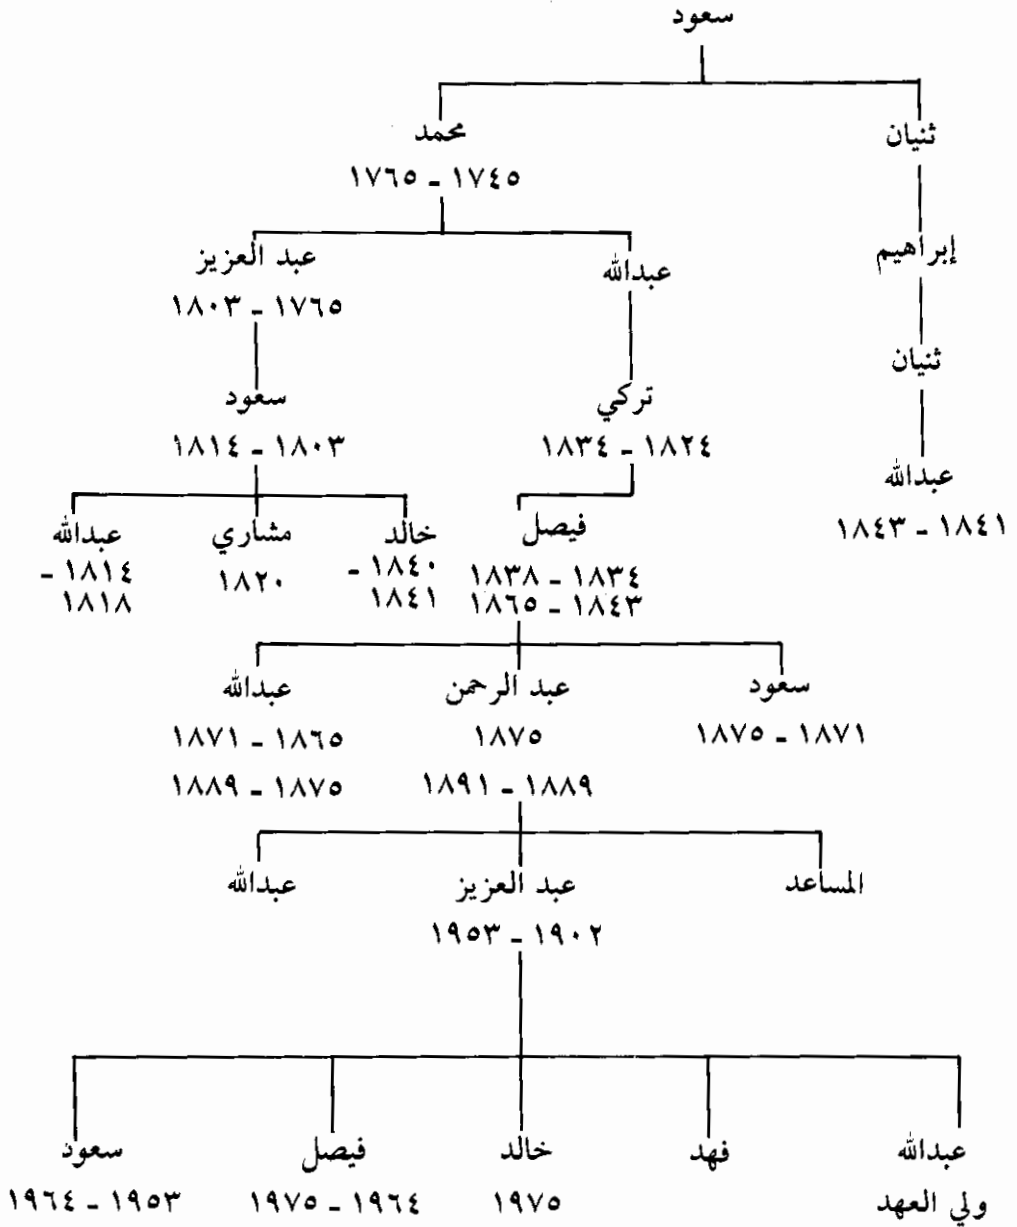 سعود
ثنيان
محمد
١٧٤٥ - ١٧٦٥
إبراهيم
عبدالله
عبد العزيز
١٧٦٥ - ١٨٠٣
ثنيان
تركي
سعود
١٨٢٤ - ١٨٣٤
١٨٠٣ - ١٨١٤
عبدالله
١٨٤١ - ١٨٤٣
فيصل
خالد
مشاري
عبدالله
١٨٣٤ - ١٨٣٨
١٨٤٣ - ١٨٦٥
١٨٤٠ -
١٨٤١
١٨٢٠
١٨١٤ -
١٨١٨
سعود
عبد الرحمن
عبدالله
١٨٧١ - ١٨٧٥
١٨٧٥
١٨٦٥ - ١٨٧١
١٨٨٩ - ١٨٩١
١٨٧٥ - ١٨٨٩
المساعد
عبد العزيز
عبدالله
١٩٠٢ - ١٩٥٣
عبدالله
فهد
خالد
فيصل
سعود
ولي العهد
١٩٧٥
١٩٦٤ - ١٩٧٥
١٩٥٣ - ١٩٦٤